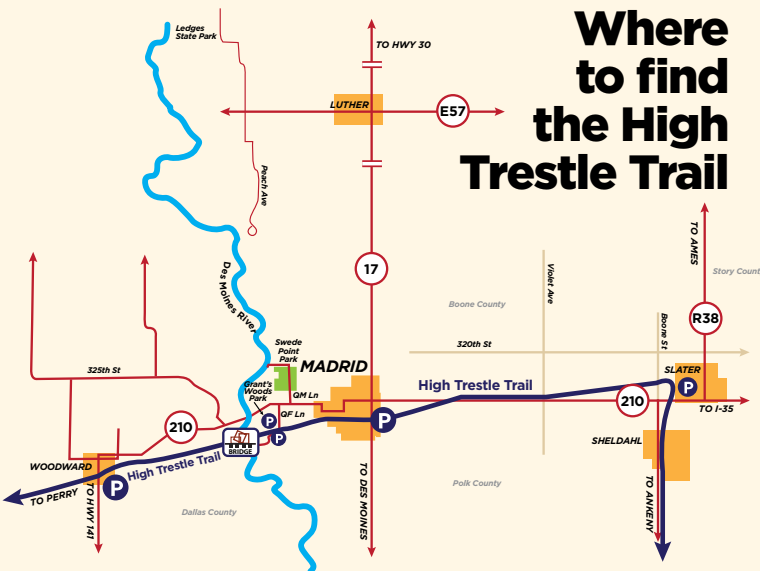 Where
to find
the High
Trestle Trail
Ledges
State Park
TO HWY 30
LUTHER
E57
Peach Ave
TO AMES
Story Count
Des Moines River
17
Violet Ave
Boone County
Boone St
R38
320th St
Swede
Point
Park
MADRID
325th St
SLATER
P
Grant's
Woods
Park
QM Ln
High Trestle Trail
210
TO I-35
QF Ln
P
P
210
P
BRIDGE
SHELDAHL
WOODWARD
High Trestle Trail
P
TO PERRY
TO HWY 141
TO DES MOINES
Polk County
TO ANKENY
Dallas County